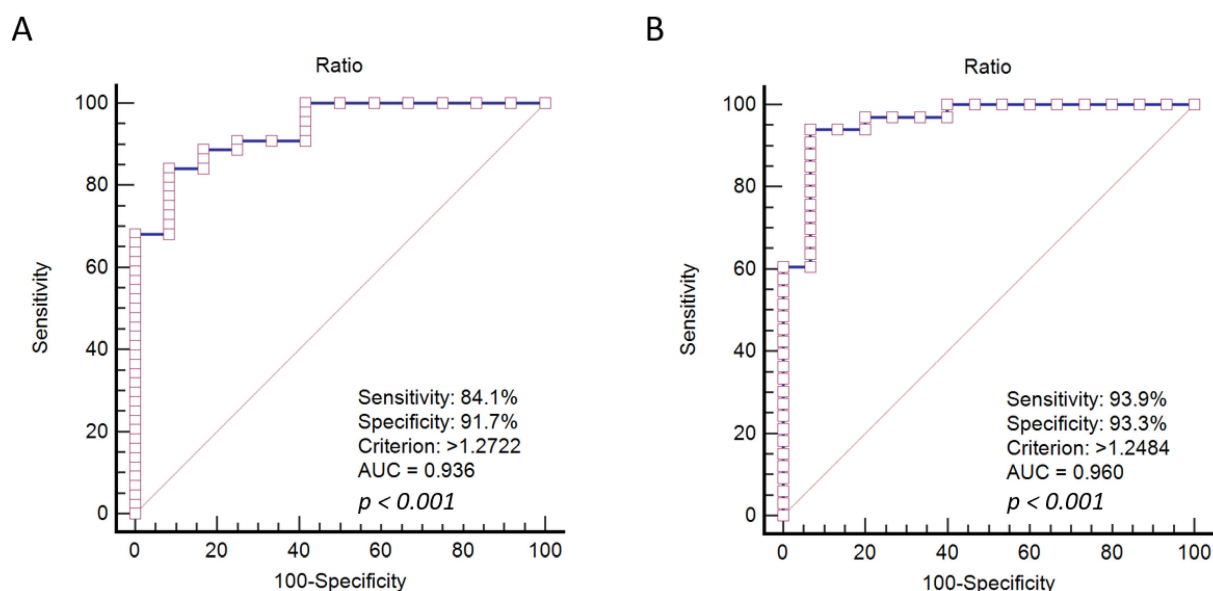 A
Ratio
100
80
60
40
20
0
Sensitivity
Sensitivity: 84.1%
Specificity: 91.7%
Criterion: >1.2722
AUC = 0.936
p < 0.001
0 20 40 60 80 100
100-Specificity
B
Ratio
100
80
60
40
20
0
Sensitivity
Sensitivity: 93.9%
Specificity: 93.3%
Criterion: >1.2484
AUC = 0.960
p < 0.001
0 20 40 60 80 100
100-Specificity